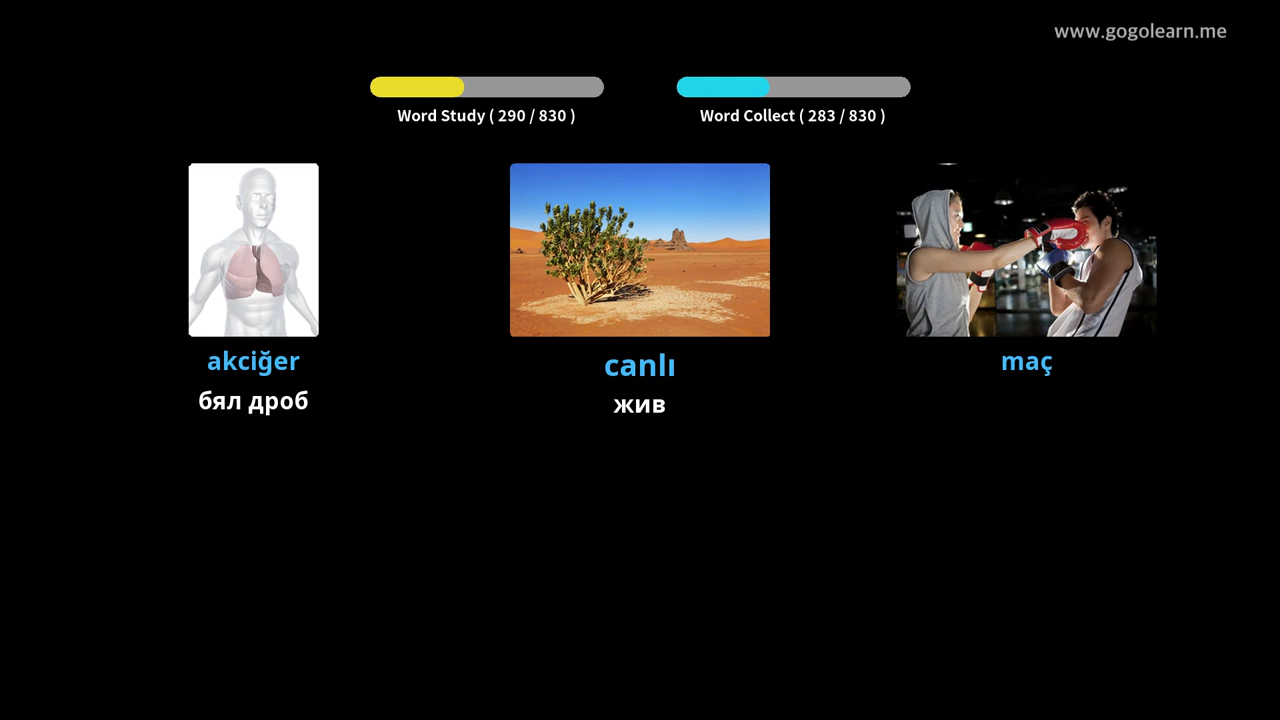 www.gogolearn.me
Word Study ( 290 / 830 )
Word Collect ( 283 / 830 )
akciğer
бял дроб
canlı
жив
maç